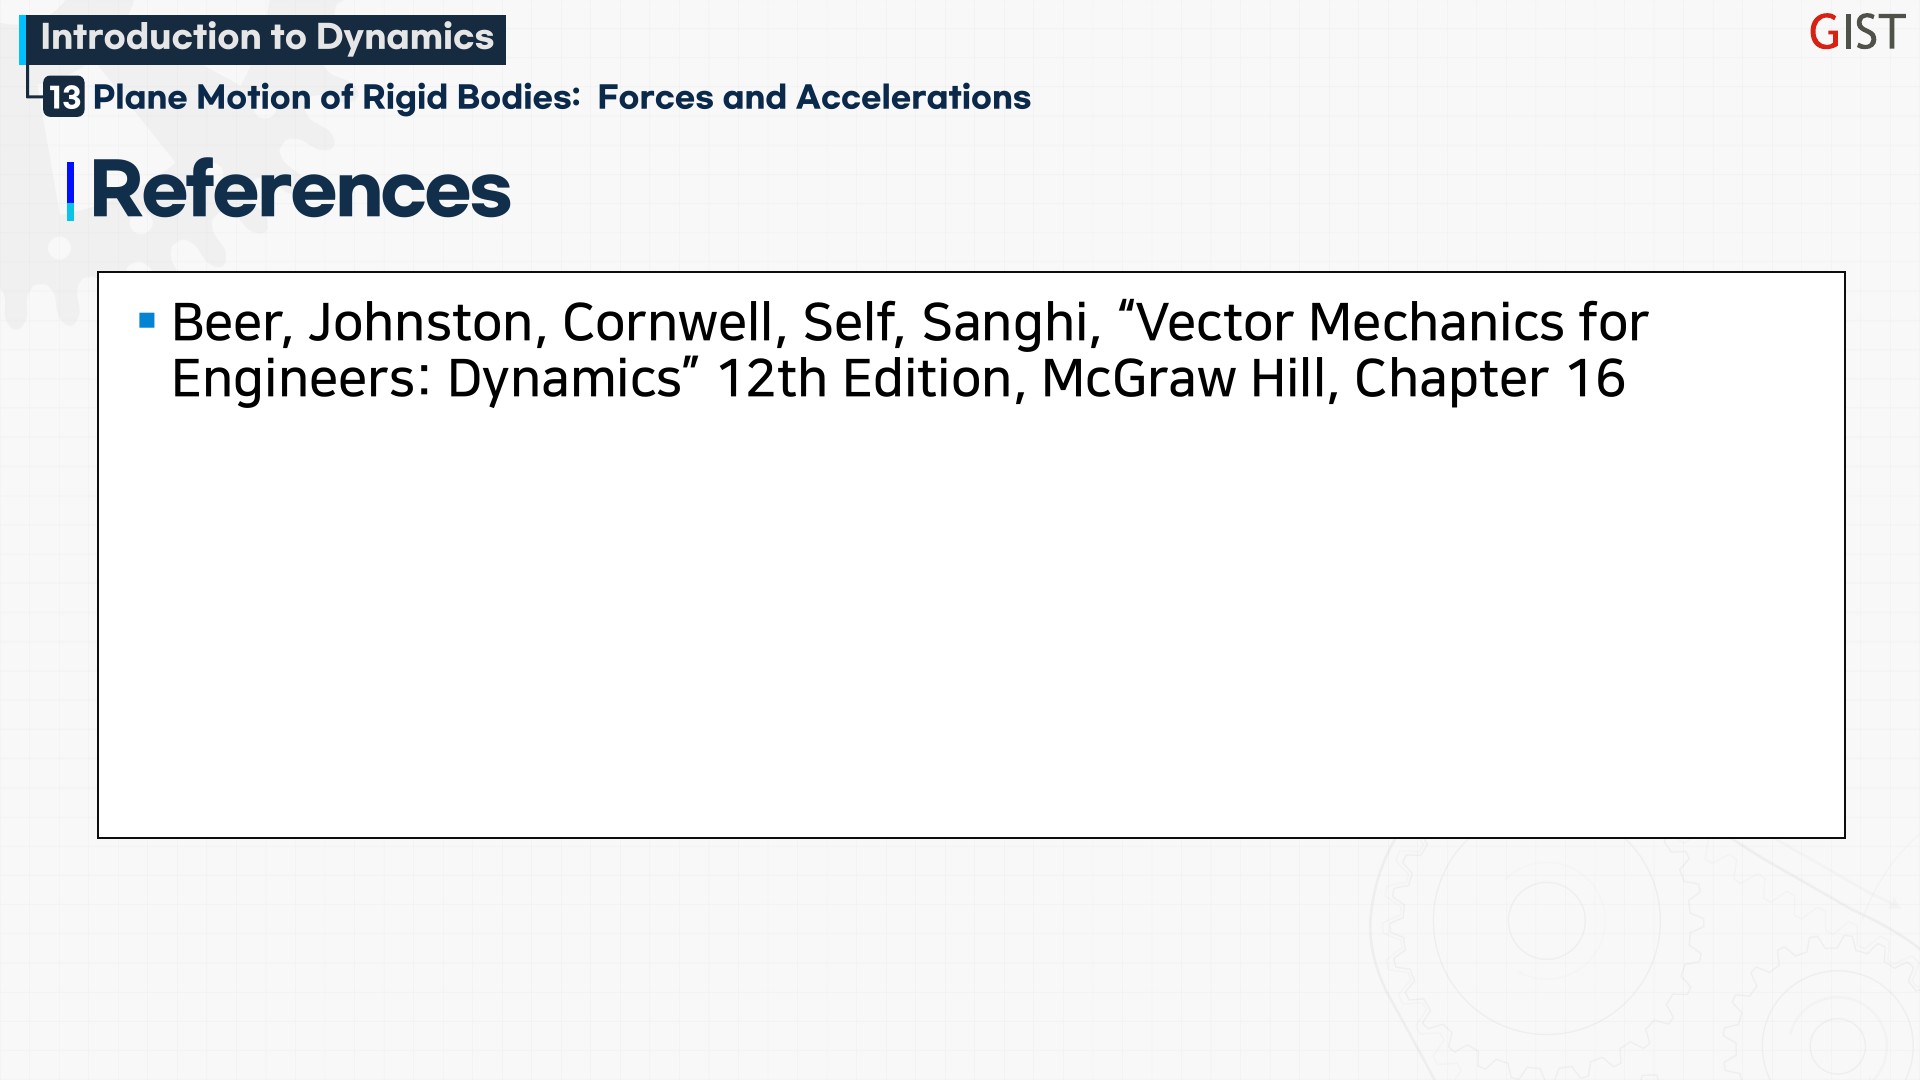 Introduction to Dynamics
GIST
13 Plane Motion of Rigid Bodies: Forces and Accelerations
References
Beer, Johnston, Cornwell, Self, Sanghi, “Vector Mechanics for
Engineers: Dynamics” 12th Edition, McGraw Hill, Chapter 16